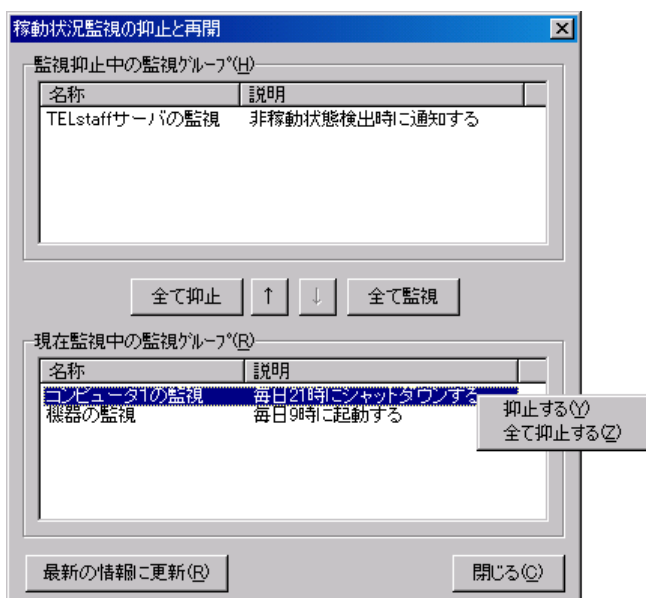 稼動状況監視の抑止と再開
監視抑止中の監視ｸﾞﾙｰﾌﾟ(H)
名称 説明
TELstaffサーバの監視 非稼動状態検出時に通知する
全て抑止 ↑ ↓ 全て監視
現在監視中の監視ｸﾞﾙｰﾌﾟ(R)
名称 説明
コンピュータ1の監視 毎日21時にシャットダウンする
機器の監視 毎日9時に起動する
抑止する(Y)
全て抑止する(Z)
最新の情報に更新(R) 閉じる(C)